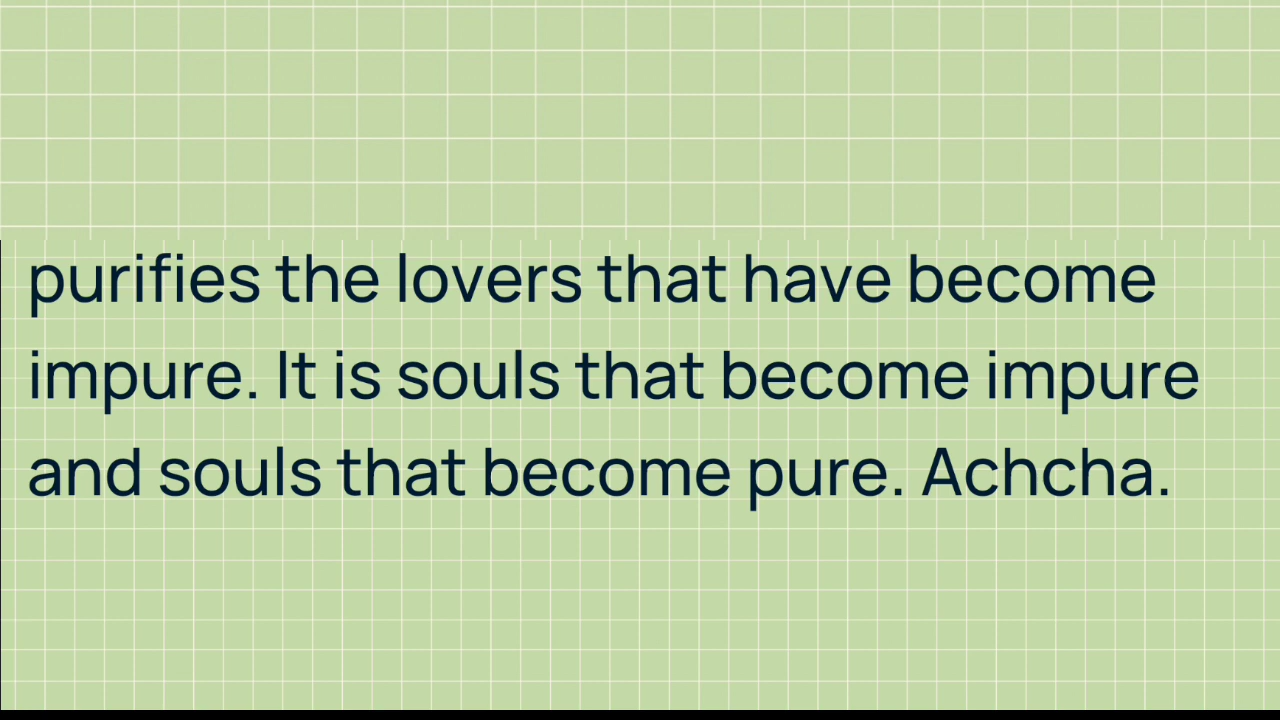 purifies the lovers that have become
impure. It is souls that become impure
and souls that become pure. Achcha.